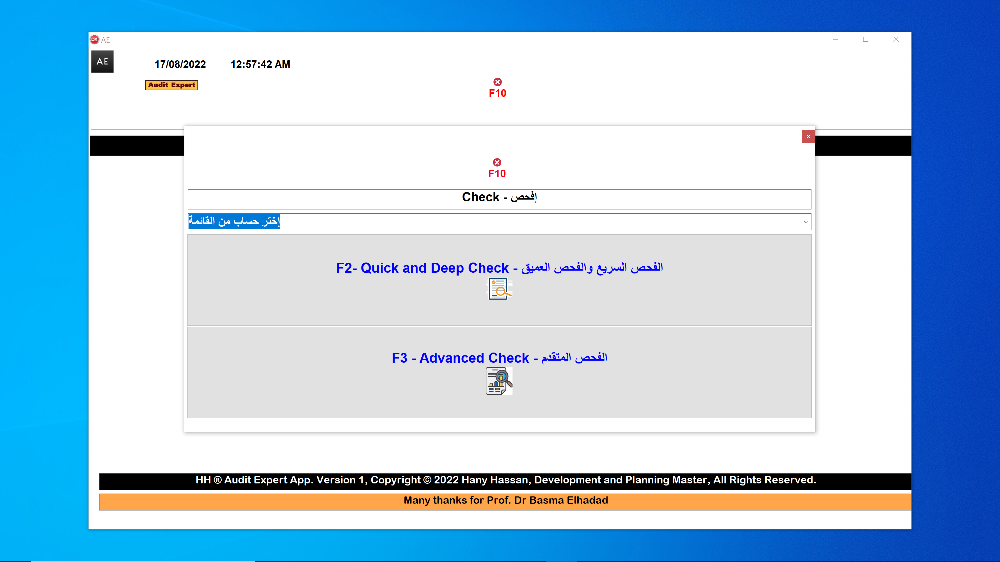 DX AE
AE
17/08/2022 12:57:42 AM
Audit Expert
F10
×
F10
Check - إفحص
إختر حساب من القائمة
F2- Quick and Deep Check - الفحص السريع والفحص العميق
F3 - Advanced Check - الفحص المتقدم
HH ® Audit Expert App. Version 1, Copyright © 2022 Hany Hassan, Development and Planning Master, All Rights Reserved.
Many thanks for Prof. Dr Basma Elhadad